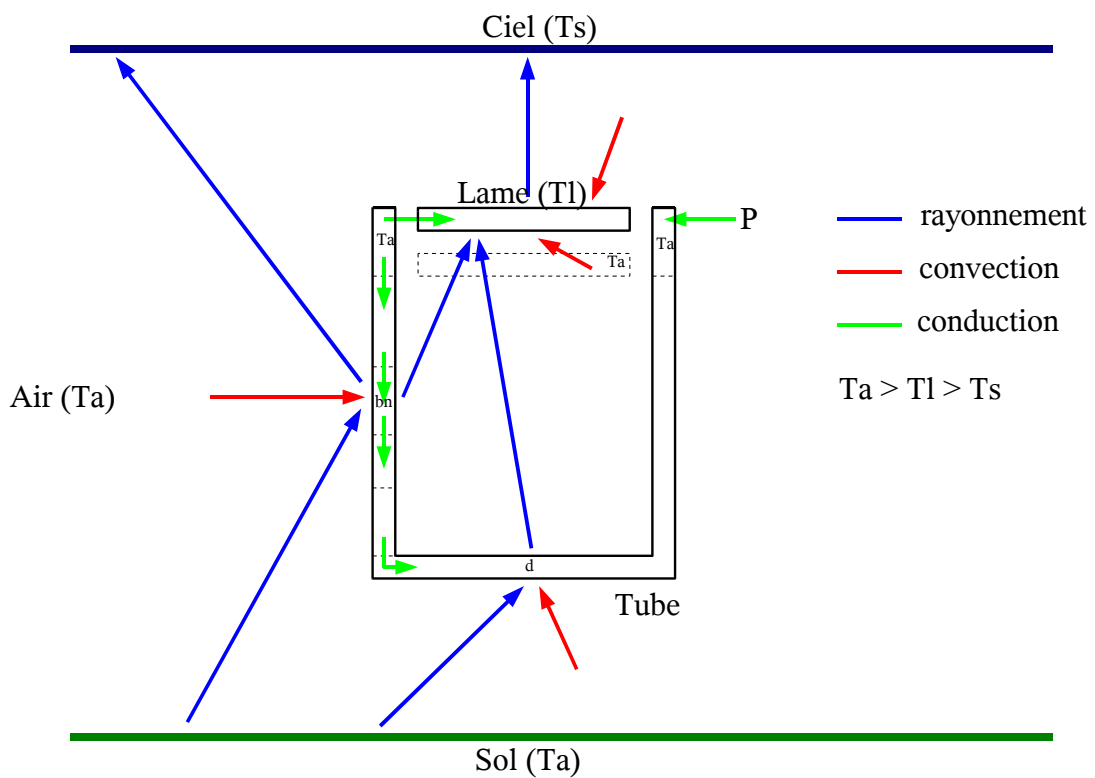 Ciel (Ts)
Lame (Tl)
P
Ta
Ta
Ta
rayonnement
convection
conduction
Ta > Tl > Ts
Air (Ta)
bn
d
Tube
Sol (Ta)